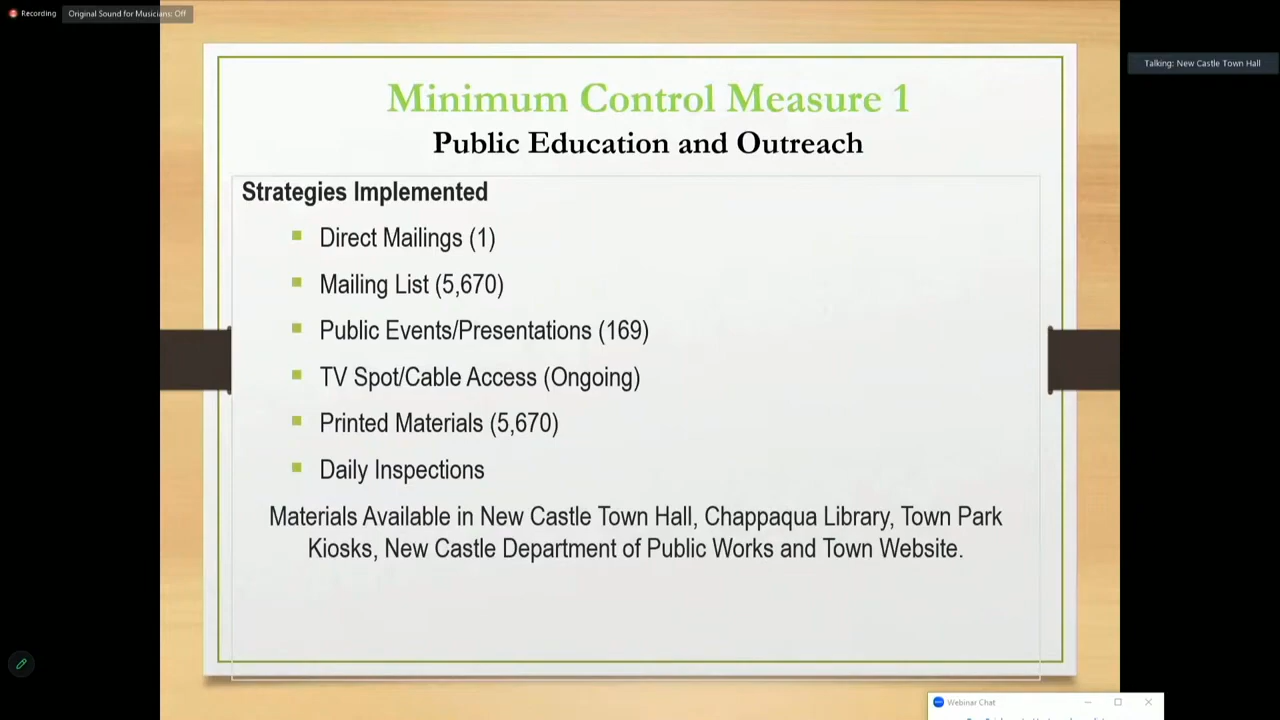 Recording
Original Sound for Musicians: Off
Talking: New Castle Town Hall
Minimum Control Measure 1
Public Education and Outreach
Strategies Implemented
Direct Mailings (1)
Mailing List (5,670)
Public Events/Presentations (169)
TV Spot/Cable Access (Ongoing)
Printed Materials (5,670)
Daily Inspections
Materials Available in New Castle Town Hall, Chappaqua Library, Town Park
Kiosks, New Castle Department of Public Works and Town Website.
Webinar Chat